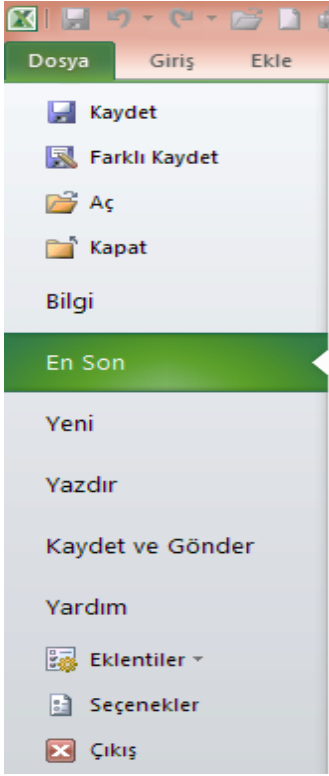 Dosya Giriş Ekle
Kaydet
Farklı Kaydet
Aç
Kapat
Bilgi
En Son
Yeni
Yazdır
Kaydet ve Gönder
Yardım
Eklentiler
Seçenekler
Çıkış